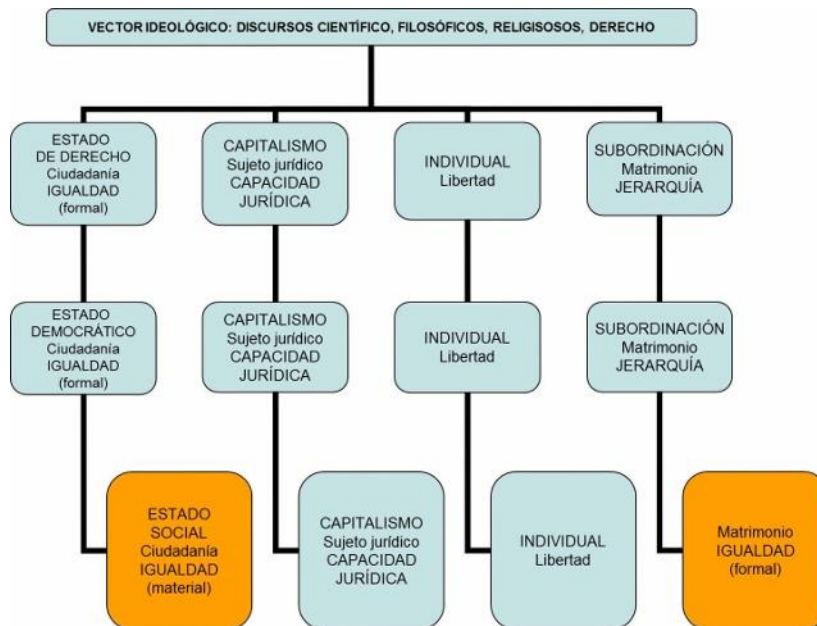 VECTOR IDEOLÓGICO: DISCURSOS CIENTÍFICO, FILOSÓFICOS, RELIGISOSOS, DERECHO
ESTADO
DE DERECHO
Ciudadanía
IGUALDAD
(formal)
CAPITALISMO
Sujeto jurídico
CAPACIDAD
JURÍDICA
INDIVIDUAL
Libertad
SUBORDINACIÓN
Matrimonio
JERARQUÍA
ESTADO
DEMOCRÁTICO
Ciudadanía
IGUALDAD
(formal)
CAPITALISMO
Sujeto jurídico
CAPACIDAD
JURÍDICA
INDIVIDUAL
Libertad
SUBORDINACIÓN
Matrimonio
JERARQUÍA
ESTADO
SOCIAL
Ciudadanía
IGUALDAD
(material)
CAPITALISMO
Sujeto jurídico
CAPACIDAD
JURÍDICA
INDIVIDUAL
Libertad
Matrimonio
IGUALDAD
(formal)